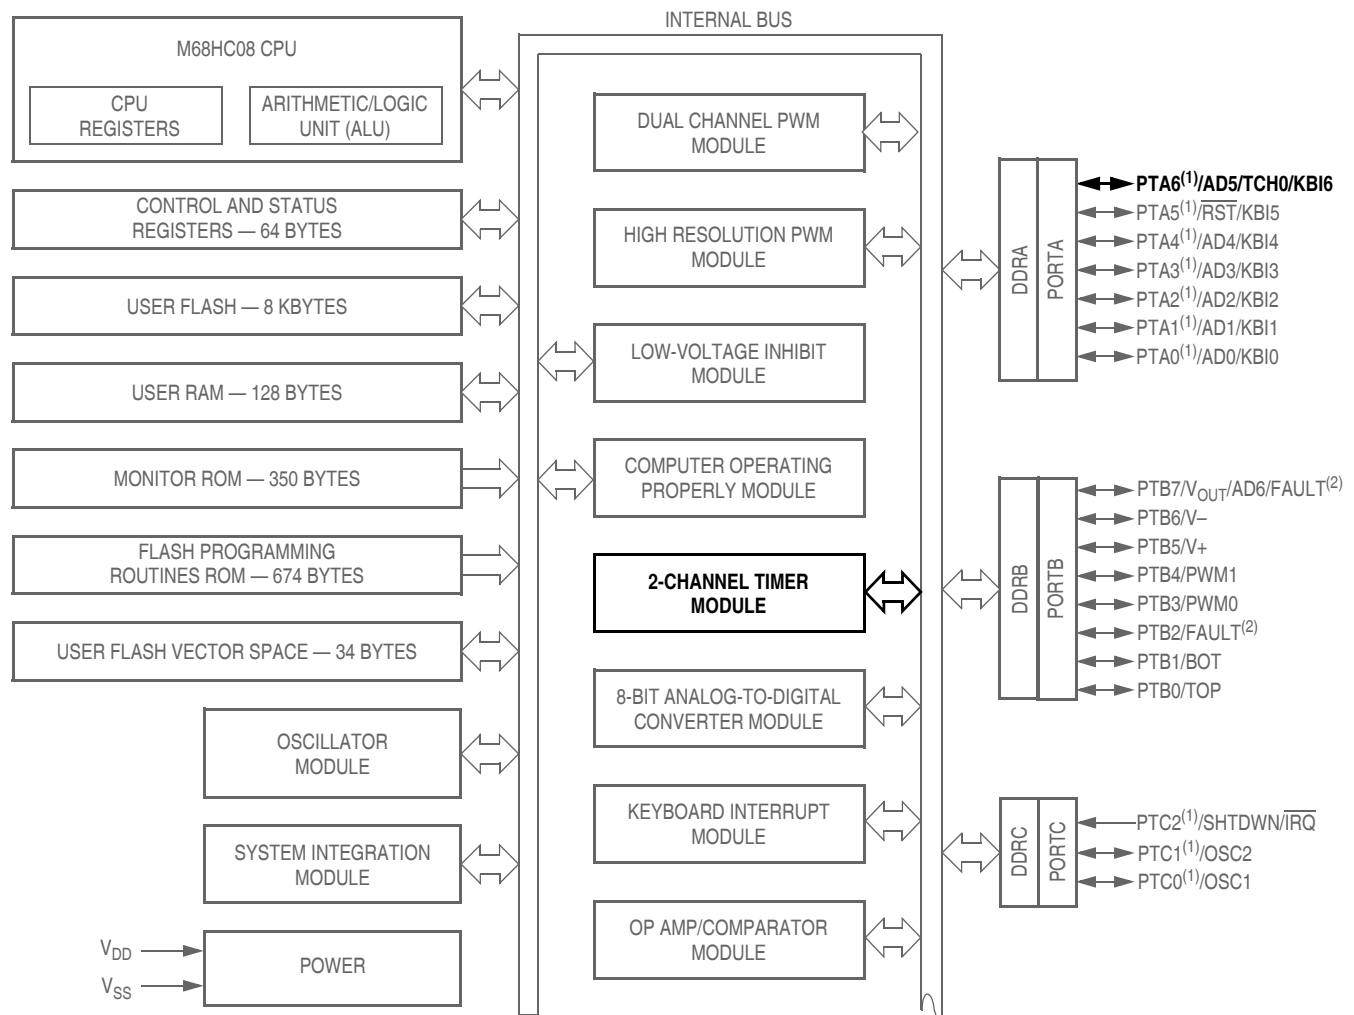 INTERNAL BUS
M68HC08 CPU
CPU
REGISTERS
ARITHMETIC/LOGIC
UNIT (ALU)
CONTROL AND STATUS
REGISTERS — 64 BYTES
USER FLASH — 8 KBYTES
USER RAM — 128 BYTES
MONITOR ROM — 350 BYTES
FLASH PROGRAMMING
ROUTINES ROM — 674 BYTES
USER FLASH VECTOR SPACE — 34 BYTES
OSCILLATOR
MODULE
SYSTEM INTEGRATION
MODULE
VDD
VSS
POWER
DUAL CHANNEL PWM
MODULE
HIGH RESOLUTION PWM
MODULE
LOW-VOLTAGE INHIBIT
MODULE
COMPUTER OPERATING
PROPERLY MODULE
2-CHANNEL TIMER
MODULE
8-BIT ANALOG-TO-DIGITAL
CONVERTER MODULE
KEYBOARD INTERRUPT
MODULE
OP AMP/COMPARATOR
MODULE
DDRA
PORTA
PTA6(1)/AD5/TCH0/KBI6
PTA5(1)/RST/KBI5
PTA4(1)/AD4/KBI4
PTA3(1)/AD3/KBI3
PTA2(1)/AD2/KBI2
PTA1(1)/AD1/KBI1
PTA0(1)/AD0/KBI0
DDRB
PORTB
PTB7/VOUT/AD6/FAULT(2)
PTB6/V–
PTB5/V+
PTB4/PWM1
PTB3/PWM0
PTB2/FAULT(2)
PTB1/BOT
PTB0/TOP
DDRC
PORTC
PTC2(1)/SHTDWN/IRQ
PTC1(1)/OSC2
PTC0(1)/OSC1